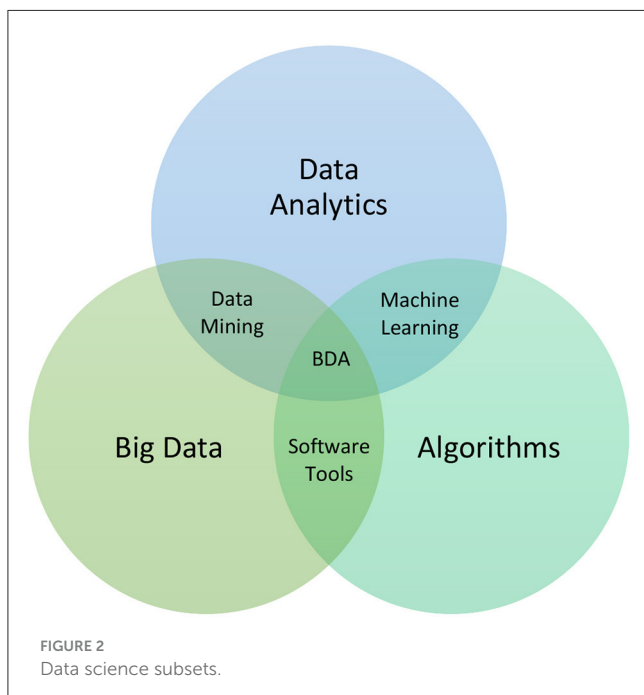 Data
Analytics
Data
Mining
Machine
Learning
BDA
Big Data
Software
Tools
Algorithms
FIGURE 2
Data science subsets.